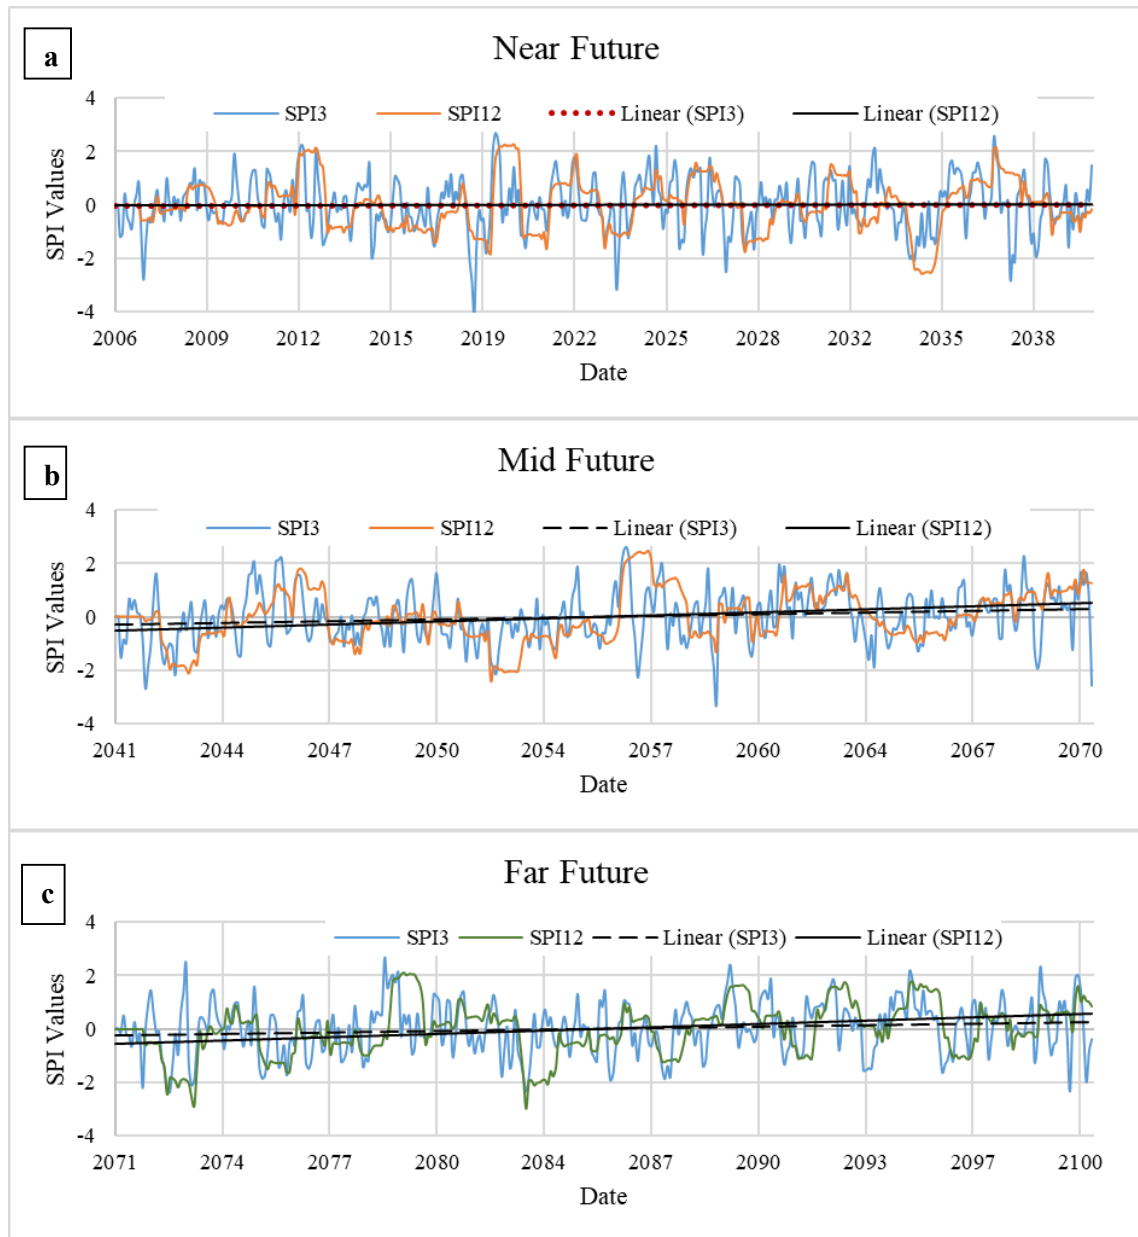 a
Near Future
SPI3 SPI12 Linear (SPI3) Linear (SPI12)
4
2
0
-2
-4
SPI Values
2006 2009 2012 2015 2019 2022 2025 2028 2032 2035 2038
Date
b
Mid Future
SPI3 SPI12 Linear (SPI3) Linear (SPI12)
4
2
0
-2
-4
SPI Values
2041 2044 2047 2050 2054 2057 2060 2064 2067 2070
Date
c
Far Future
SPI3 SPI12 Linear (SPI3) Linear (SPI12)
4
2
0
-2
-4
SPI Values
2071 2074 2077 2080 2084 2087 2090 2093 2097 2100
Date